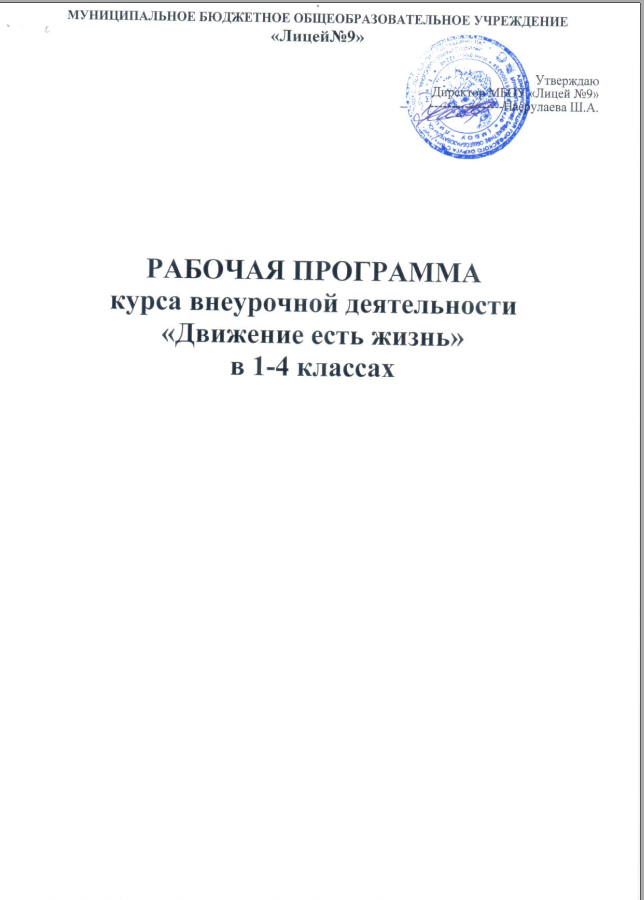 МУНИЦИПАЛЬНОЕ БЮДЖЕТНОЕ ОБЩЕОБРАЗОВАТЕЛЬНОЕ УЧРЕЖДЕНИЕ
«Лицей№9»
Утверждаю
Директор МБОУ «Лицей №9»
Ш.А.
РАБОЧАЯ ПРОГРАММА
курса внеурочной деятельности
«Движение есть жизнь»
в 1-4 классах